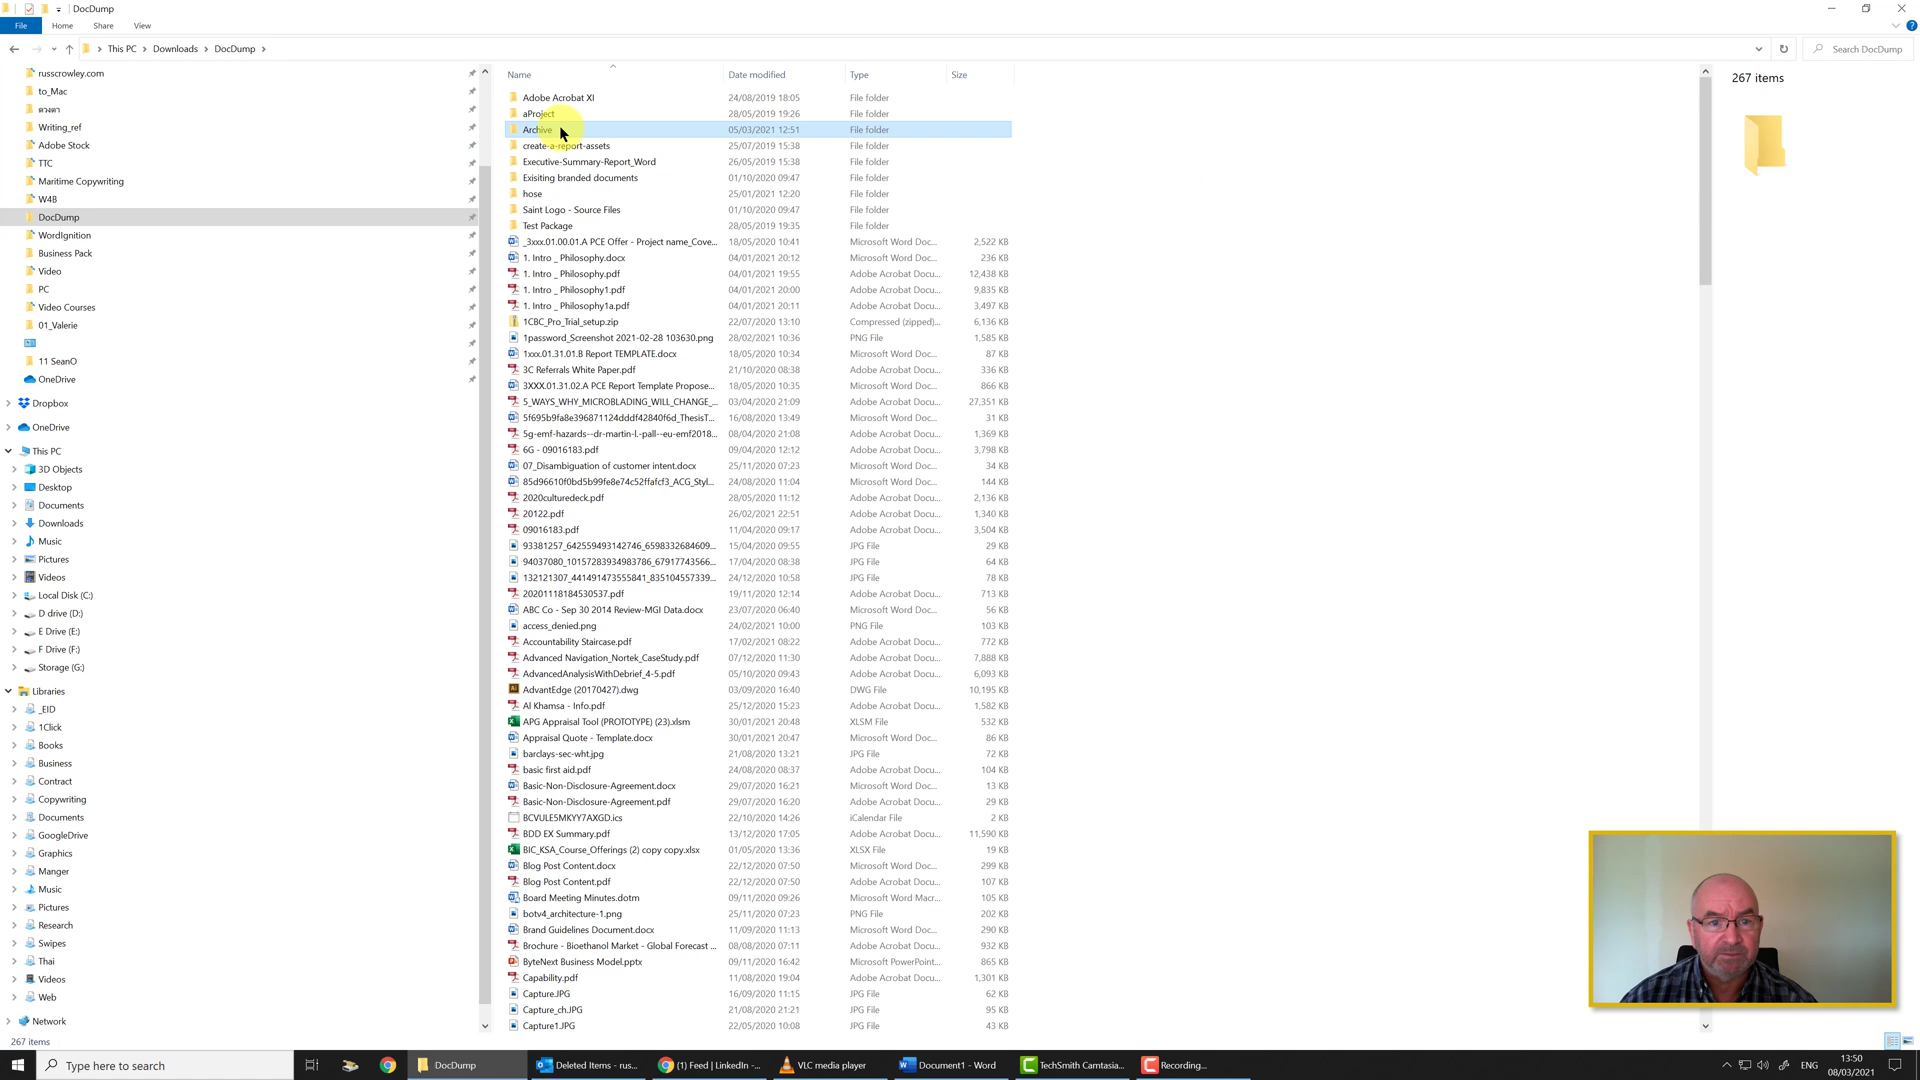 DocDump
File Home Share View
This PC Downloads DocDump Search DocDump
russcrowley.com
to_Mac
ดวงตา
Writing_ref
Adobe Stock
TTC
Maritime Copywriting
W4B
DocDump
WordIgnition
Business Pack
Video
PC
Video Courses
01_Valerie
11 SeanO
OneDrive
Dropbox
OneDrive
This PC
3D Objects
Desktop
Documents
Downloads
Music
Pictures
Videos
Local Disk (C:)
D drive (D:)
E Drive (E:)
F Drive (F:)
Storage (G:)
Libraries
_EID
1Click
Books
Business
Contract
Copywriting
Documents
GoogleDrive
Graphics
Manger
Music
Pictures
Research
Swipes
Thai
Videos
Web
Network
Name Date modified Type Size
Adobe Acrobat XI 24/08/2019 18:05 File folder
aProject 28/05/2019 19:26 File folder
Archive 05/03/2021 12:51 File folder
create-a-report-assets 25/07/2019 15:38 File folder
Executive-Summary-Report_Word 26/05/2019 15:38 File folder
Exisiting branded documents 01/10/2020 09:47 File folder
hose 25/01/2021 12:20 File folder
Saint Logo - Source Files 01/10/2020 09:47 File folder
Test Package 28/05/2019 19:35 File folder
_3xxx.01.00.01.A PCE Offer - Project name_Cove... 18/05/2020 10:41 Microsoft Word Doc... 2,522 KB
1. Intro _ Philosophy.docx 04/01/2021 20:12 Microsoft Word Doc... 236 KB
1. Intro _ Philosophy.pdf 04/01/2021 19:55 Adobe Acrobat Docu... 12,438 KB
1. Intro _ Philosophy1.pdf 04/01/2021 20:00 Adobe Acrobat Docu... 9,835 KB
1. Intro _ Philosophy1a.pdf 04/01/2021 20:11 Adobe Acrobat Docu... 3,497 KB
1CBC_Pro_Trial_setup.zip 22/07/2020 13:10 Compressed (zipped)... 6,136 KB
1password_Screenshot 2021-02-28 103630.png 28/02/2021 10:36 PNG File 1,585 KB
1xxx.01.31.01.B Report TEMPLATE.docx 18/05/2020 10:34 Microsoft Word Doc... 87 KB
3C Referrals White Paper.pdf 21/10/2020 08:38 Adobe Acrobat Docu... 336 KB
3XXX.01.31.02.A PCE Report Template Propose... 18/05/2020 10:35 Microsoft Word Doc... 866 KB
5_WAYS_WHY_MICROBLADING_WILL_CHANGE_... 03/04/2020 21:09 Adobe Acrobat Docu... 27,351 KB
5f695b9fa8e396871124dddf42840f6d_ThesisT... 16/08/2020 13:49 Microsoft Word Doc... 31 KB
5g-emf-hazards--dr-martin-l.-pall--eu-emf2018... 08/04/2020 21:08 Adobe Acrobat Docu... 1,369 KB
6G - 09016183.pdf 09/04/2020 12:12 Adobe Acrobat Docu... 3,798 KB
07_Disambiguation of customer intent.docx 25/11/2020 07:23 Microsoft Word Doc... 34 KB
85d96610f0bd5b99fe8e74c52ffafcf3_ACG_Styl... 24/08/2020 11:04 Microsoft Word Doc... 144 KB
2020culturedeck.pdf 28/05/2020 11:12 Adobe Acrobat Docu... 2,136 KB
20122.pdf 26/02/2021 22:51 Adobe Acrobat Docu... 1,340 KB
09016183.pdf 11/04/2020 09:17 Adobe Acrobat Docu... 3,504 KB
93381257_642559493142746_6598332684609... 15/04/2020 09:55 JPG File 29 KB
94037080_10157283934983786_67917743566... 17/04/2020 08:38 JPG File 64 KB
132121307_441491473555841_835104557339... 24/12/2020 10:58 JPG File 78 KB
20201118184530537.pdf 19/11/2020 12:14 Adobe Acrobat Docu... 713 KB
ABC Co - Sep 30 2014 Review-MGI Data.docx 23/07/2020 06:40 Microsoft Word Doc... 56 KB
access_denied.png 24/02/2021 10:00 PNG File 103 KB
Accountability Staircase.pdf 17/02/2021 08:22 Adobe Acrobat Docu... 772 KB
Advanced Navigation_Nortek_CaseStudy.pdf 07/12/2020 11:30 Adobe Acrobat Docu... 7,888 KB
AdvancedAnalysisWithDebrief_4-5.pdf 05/10/2020 09:43 Adobe Acrobat Docu... 6,093 KB
AdvantEdge (20170427).dwg 03/09/2020 16:40 DWG File 10,195 KB
Al Khamsa - Info.pdf 25/12/2020 15:23 Adobe Acrobat Docu... 1,582 KB
APG Appraisal Tool (PROTOTYPE) (23).xlsm 30/01/2021 20:48 XLSM File 532 KB
Appraisal Quote - Template.docx 30/01/2021 20:47 Microsoft Word Doc... 86 KB
barclays-sec-wht.jpg 21/08/2020 13:21 JPG File 72 KB
basic first aid.pdf 24/08/2020 08:37 Adobe Acrobat Docu... 104 KB
Basic-Non-Disclosure-Agreement.docx 29/07/2020 16:21 Microsoft Word Doc... 13 KB
Basic-Non-Disclosure-Agreement.pdf 29/07/2020 16:20 Adobe Acrobat Docu... 29 KB
BCVULE5MKYY7AXGD.ics 22/10/2020 14:26 iCalendar File 2 KB
BDD EX Summary.pdf 13/12/2020 17:05 Adobe Acrobat Docu... 11,590 KB
BIC_KSA_Course_Offerings (2) copy copy.xlsx 01/05/2020 13:36 XLSX File 19 KB
Blog Post Content.docx 22/12/2020 07:50 Microsoft Word Doc... 299 KB
Blog Post Content.pdf 22/12/2020 07:50 Adobe Acrobat Docu... 107 KB
Board Meeting Minutes.dotm 09/11/2020 09:26 Microsoft Word Macr... 105 KB
botv4_architecture-1.png 25/11/2020 07:23 PNG File 202 KB
Brand Guidelines Document.docx 11/09/2020 11:13 Microsoft Word Doc... 290 KB
Brochure - Bioethanol Market - Global Forecast ... 08/08/2020 07:11 Adobe Acrobat Docu... 932 KB
ByteNext Business Model.pptx 09/11/2020 16:42 Microsoft PowerPoint... 865 KB
Capability.pdf 11/08/2020 19:04 Adobe Acrobat Docu... 1,301 KB
Capture.JPG 16/09/2020 11:15 JPG File 62 KB
Capture_ch.JPG 28/02/2021 21:21 JPG File 95 KB
Capture1.JPG 22/05/2020 10:08 JPG File 43 KB
267 items
267 items
Type here to search DocDump Deleted Items - rus... (1) Feed | LinkedIn -... VLC media player Document1 - Word TechSmith Camtasia... Recording... ENG 13:50
08/03/2021